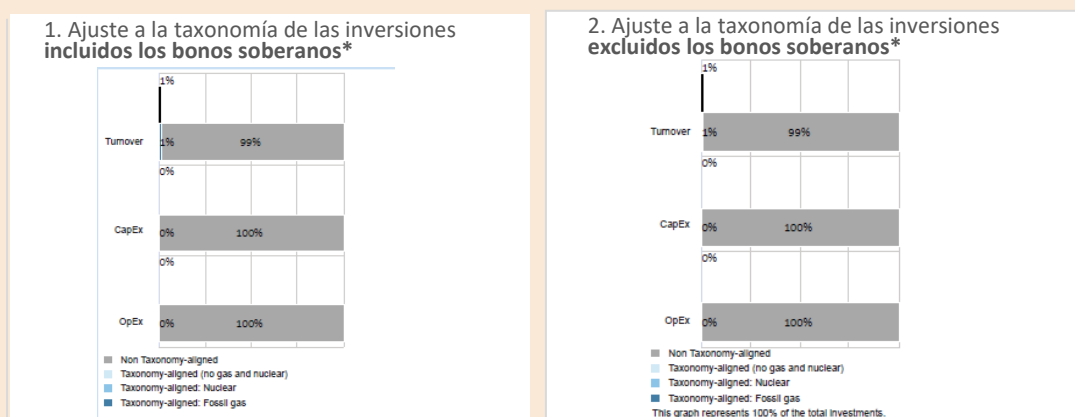 1. Ajuste a la taxonomía de las inversiones
incluidos los bonos soberanos*
1%
Turnover
1%
99%
0%
CapEx
0%
100%
0%
OpEx
0%
100%
Non Taxonomy-aligned
Taxonomy-aligned (no gas and nuclear)
Taxonomy-aligned: Nuclear
Taxonomy-aligned: Fossil gas
2. Ajuste a la taxonomía de las inversiones
excluidos los bonos soberanos*
1%
Turnover
1%
99%
0%
CapEx
0%
100%
0%
OpEx
0%
100%
Non Taxonomy-aligned
Taxonomy-aligned (no gas and nuclear)
Taxonomy-aligned: Nuclear
Taxonomy-aligned: Fossil gas
This graph represents 100% of the total Investments.